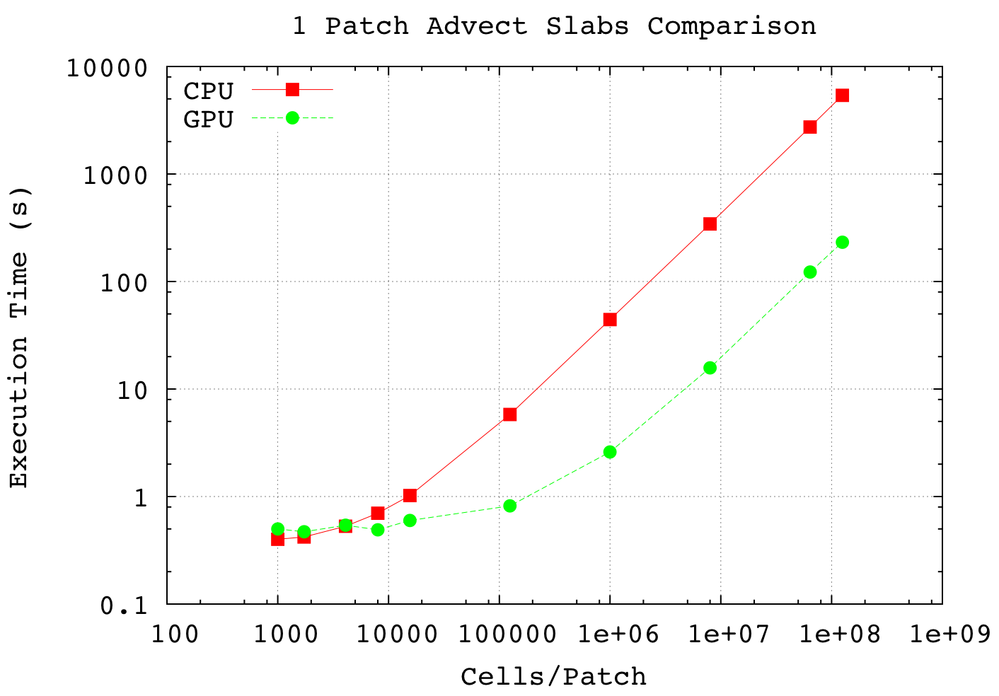 1 Patch Advect Slabs Comparison
10000
1000
100
10
1
0.1
CPU
GPU
Execution Time (s)
100 1000 10000 100000 1e+06 1e+07 1e+08 1e+09
Cells/Patch